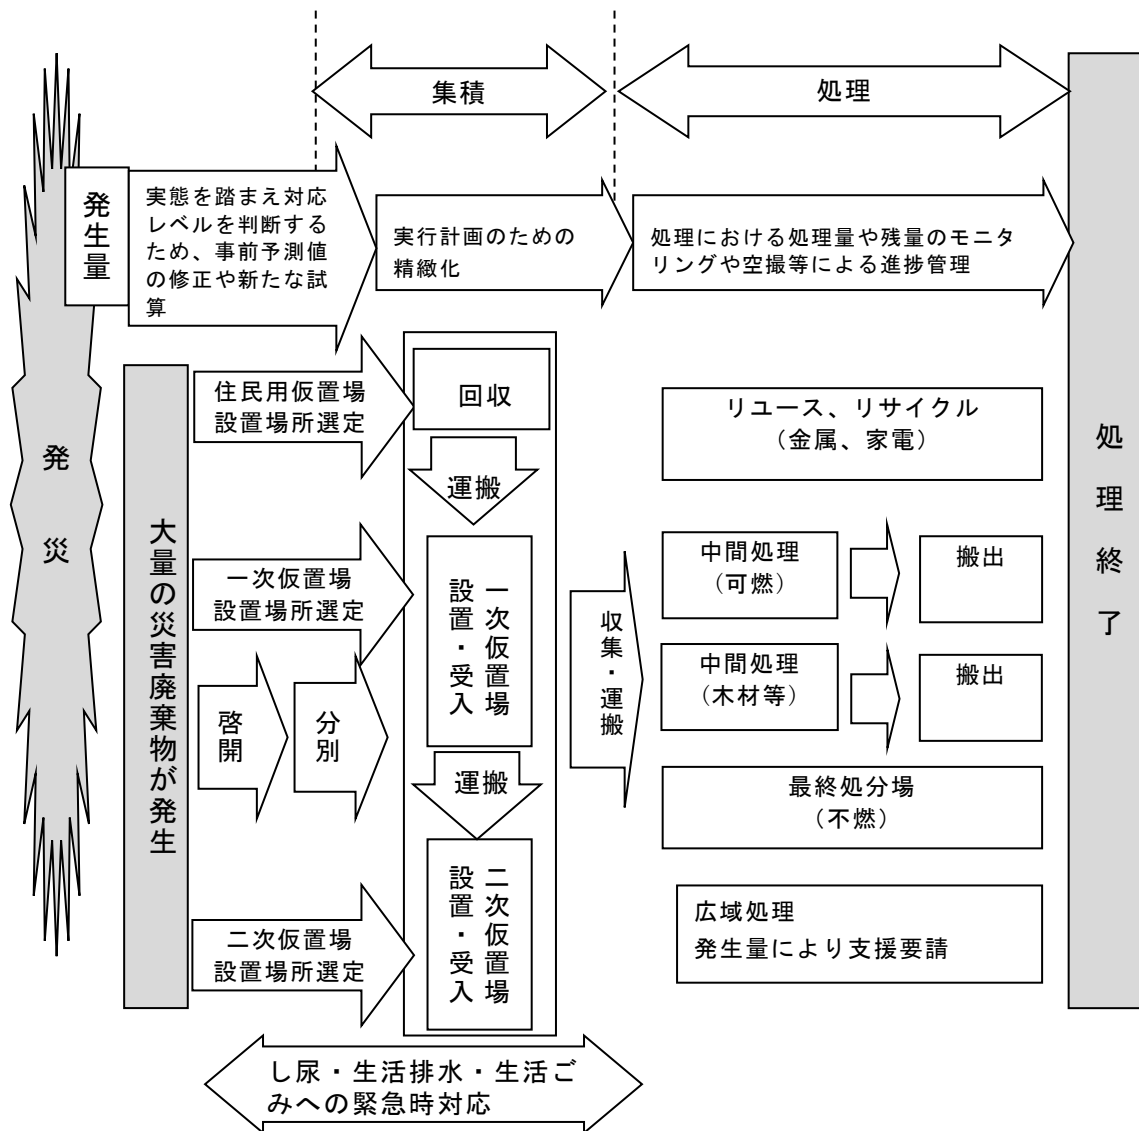 集積
処理
発生量
実態を踏まえ対応
レベルを判断する
ため、事前予測値
の修正や新たな試
算
実行計画のための
精緻化
処理における処理量や残量のモニタ
リングや空撮等による進捗管理
発災
大量の災害廃棄物が発生
住民用仮置場
設置場所選定
回収
運搬
一次仮置場
設置場所選定
一次仮置場
設置・受入
啓開
分別
運搬
二次仮置場
設置場所選定
二次仮置場
設置・受入
収集・運搬
リユース、リサイクル
（金属、家電）
中間処理
（可燃）
搬出
中間処理
（木材等）
搬出
最終処分場
（不燃）
広域処理
発生量により支援要請
処理終了
し尿・生活排水・生活ご
みへの緊急時対応